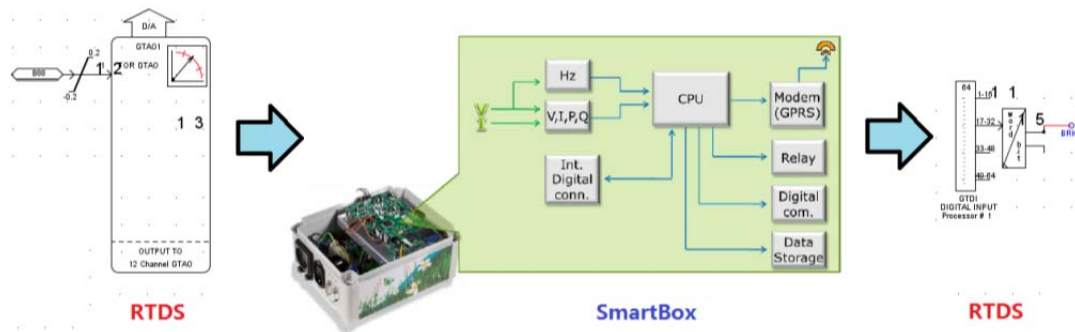 D/A
GTAO1
FOR GTAO
0.2
-0.2
1 2
1 3
OUTPUT TO
12 Channel GTAO
RTDS
V
I
Hz
V,I,P,Q
CPU
Modem
(GPRS)
Int.
Digital
conn.
Relay
Digital
com.
Data
Storage
SmartBox
64
1-16
17-32
33-48
49-64
1 1
word
bit
1 5
GTDI
DIGITAL INPUT
Processor # 1
RTDS